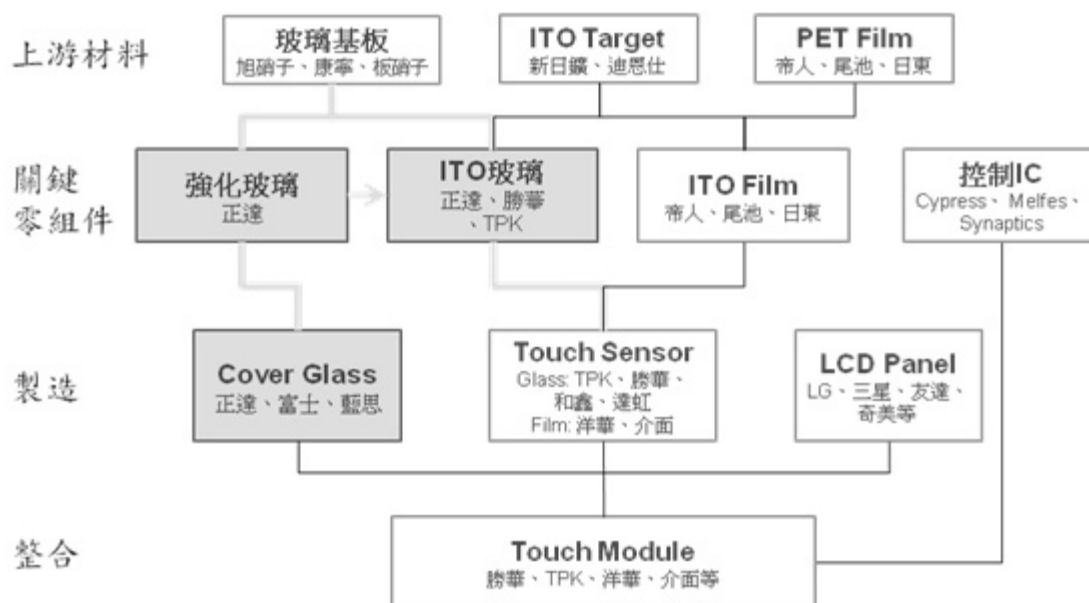 上游材料
玻璃基板
旭硝子、康寧、板硝子
ITO Target
新日鑛、迪恩仕
PET Film
帝人、尾池、日東
關鍵
零組件
強化玻璃
正達
ITO玻璃
正達、勝華
、TPK
ITO Film
帝人、尾池、日東
控制IC
Cypress、Melfes、
Synaptics
製造
Cover Glass
正達、富士、藍思
Touch Sensor
Glass: TPK、勝華、
和鑫、達虹
Film: 洋華、介面
LCD Panel
LG、三星、友達、
奇美等
整合
Touch Module
勝華、TPK、洋華、介面等